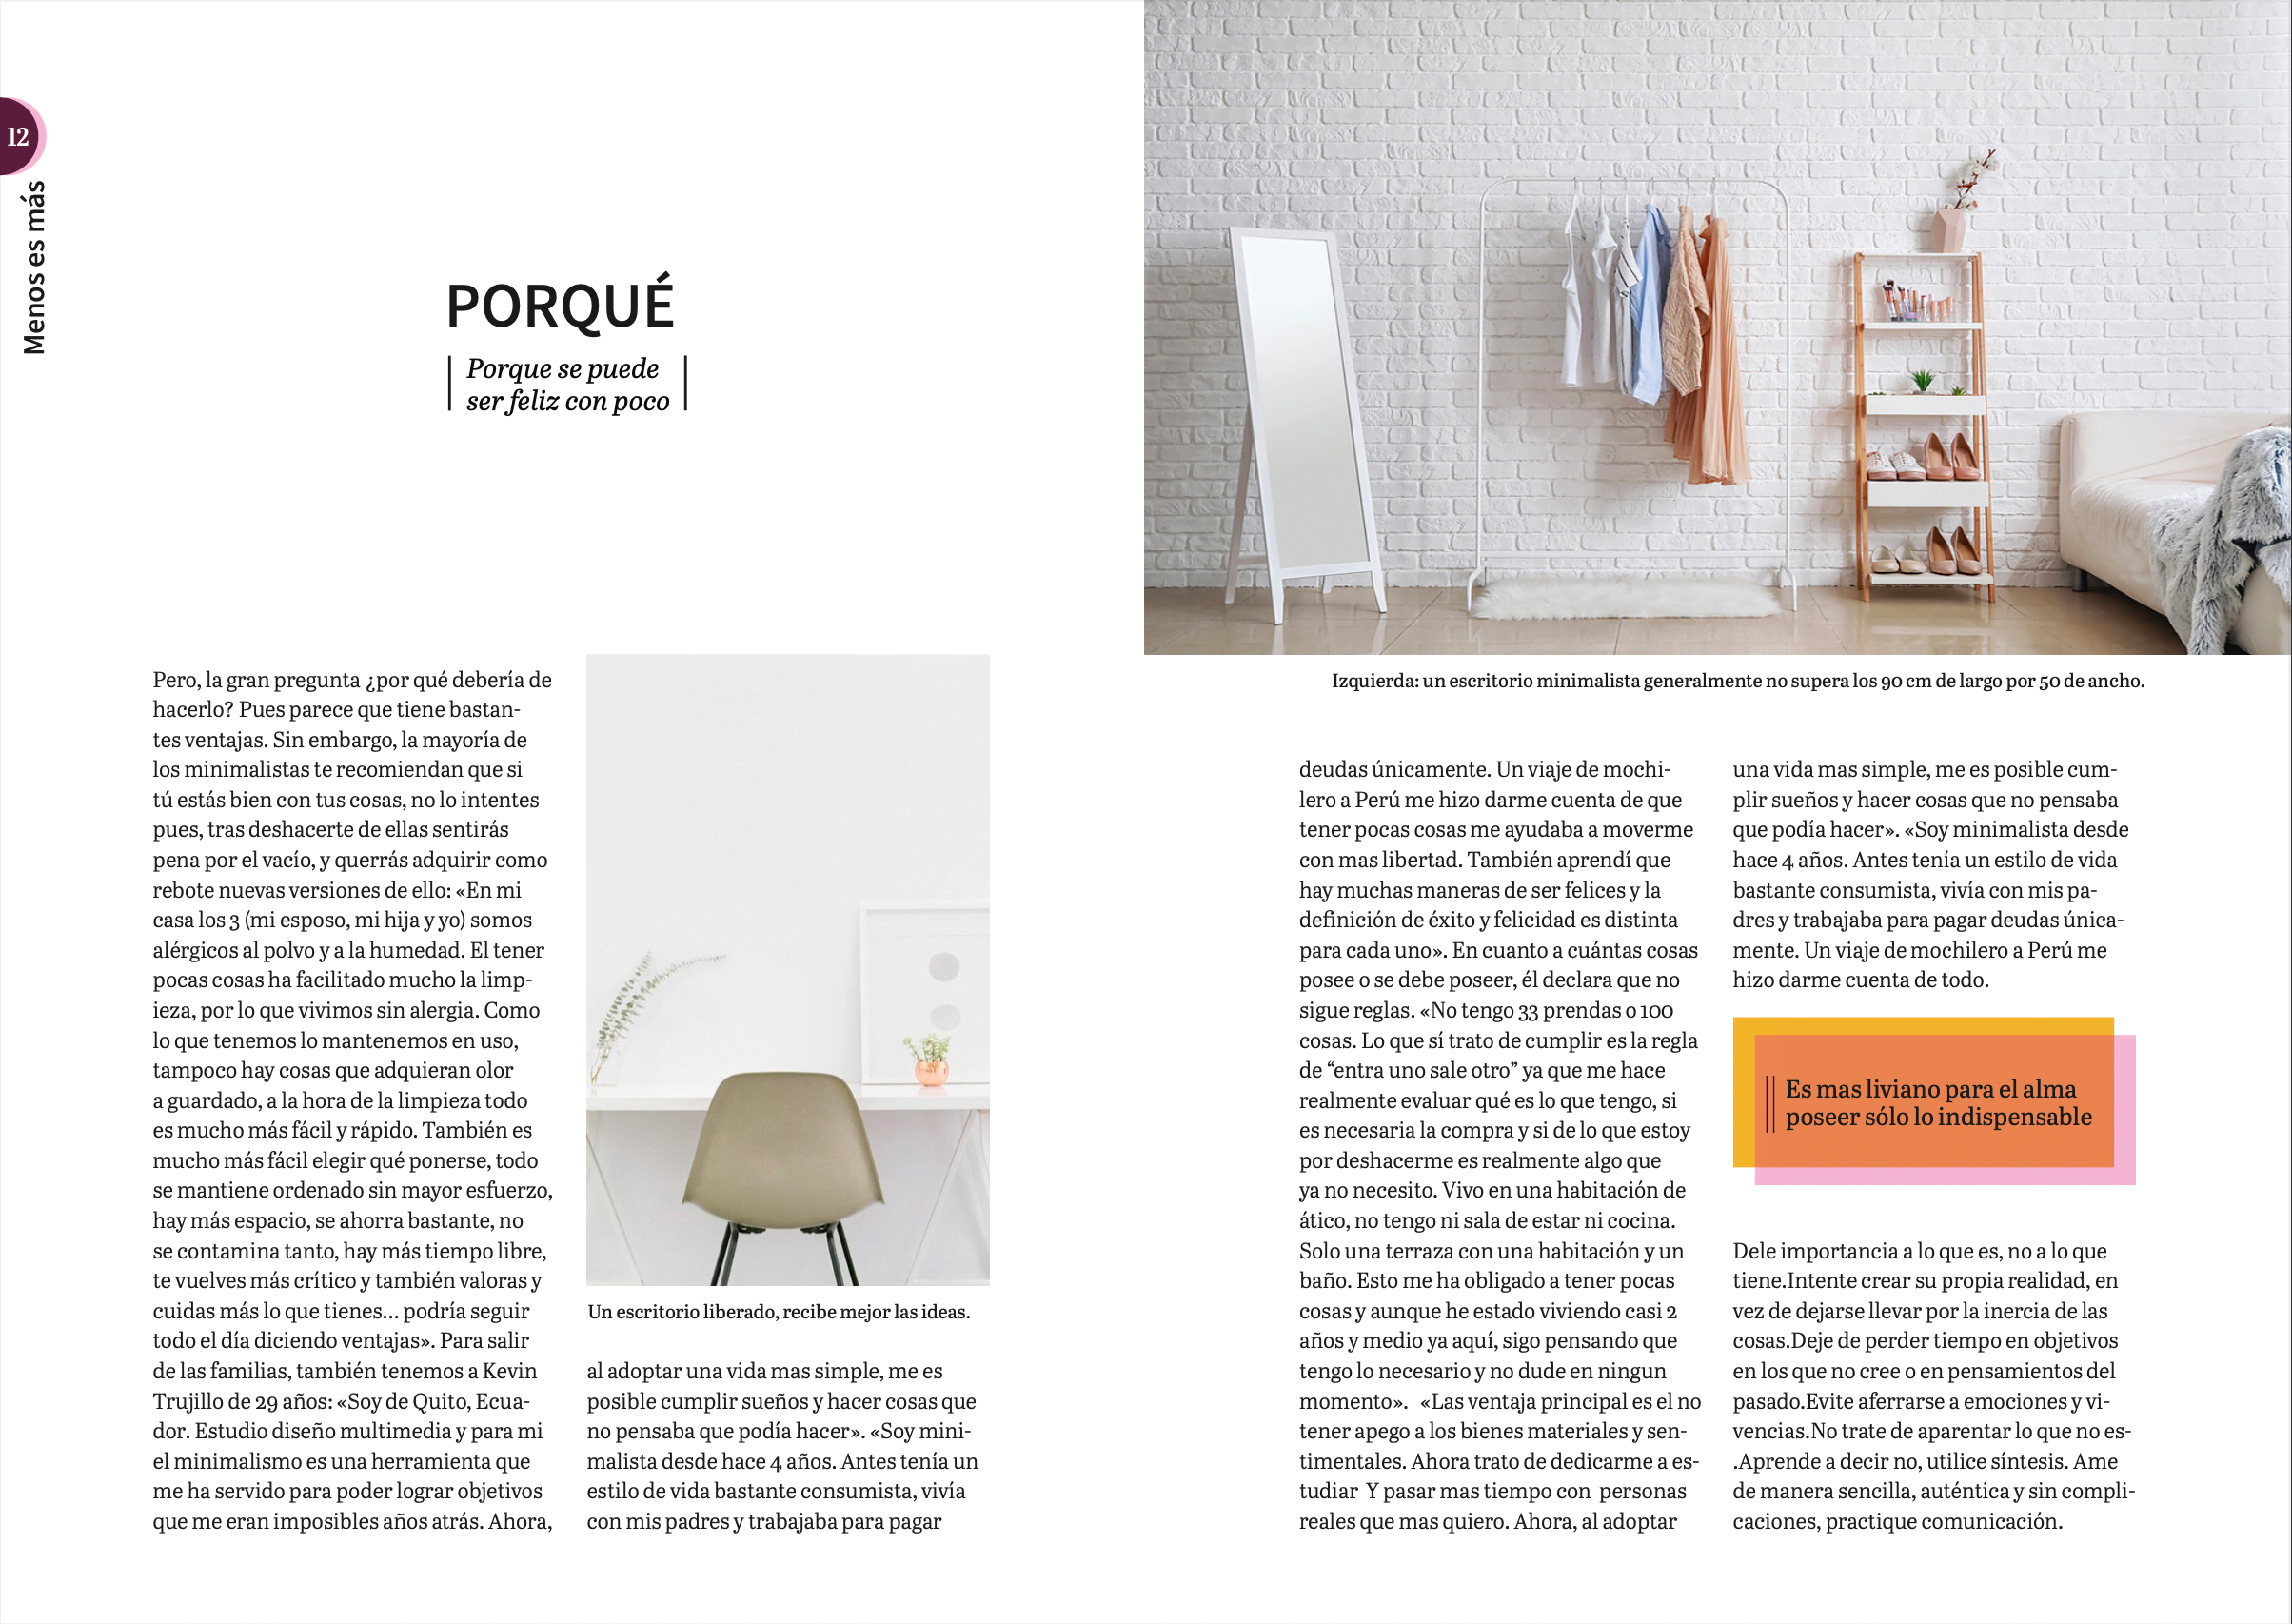 12
Menos es más
PORQUÉ
Porque se puede
ser feliz con poco
Pero, la gran pregunta ¿por qué debería de
hacerlo? Pues parece que tiene bastan-
tes ventajas. Sin embargo, la mayoría de
los minimalistas te recomiendan que si
tú estás bien con tus cosas, no lo intentes
pues, tras deshacerte de ellas sentirás
pena por el vacío, y querrás adquirir como
rebote nuevas versiones de ello: «En mi
casa los 3 (mi esposo, mi hija y yo) somos
alérgicos al polvo y a la humedad. El tener
pocas cosas ha facilitado mucho la limp-
ieza, por lo que vivimos sin alergia. Como
lo que tenemos lo mantenemos en uso,
tampoco hay cosas que adquieran olor
a guardado, a la hora de la limpieza todo
es mucho más fácil y rápido. También es
mucho más fácil elegir qué ponerse, todo
se mantiene ordenado sin mayor esfuerzo,
hay más espacio, se ahorra bastante, no
se contamina tanto, hay más tiempo libre,
te vuelves más crítico y también valoras y
cuidas más lo que tienes... podría seguir
todo el día diciendo ventajas». Para salir
de las familias, también tenemos a Kevin
Trujillo de 29 años: «Soy de Quito, Ecua-
dor. Estudio diseño multimedia y para mi
el minimalismo es una herramienta que
me ha servido para poder lograr objetivos
que me eran imposibles años atrás. Ahora,
Un escritorio liberado, recibe mejor las ideas.
al adoptar una vida mas simple, me es
posible cumplir sueños y hacer cosas que
no pensaba que podía hacer». «Soy mini-
malista desde hace 4 años. Antes tenía un
estilo de vida bastante consumista, vivía
con mis padres y trabajaba para pagar
Izquierda: un escritorio minimalista generalmente no supera los 90 cm de largo por 50 de ancho.
deudas únicamente. Un viaje de mochi-
lero a Perú me hizo darme cuenta de que
tener pocas cosas me ayudaba a moverme
con mas libertad. También aprendí que
hay muchas maneras de ser felices y la
definición de éxito y felicidad es distinta
para cada uno». En cuanto a cuántas cosas
posee o se debe poseer, él declara que no
sigue reglas. «No tengo 33 prendas o 100
cosas. Lo que sí trato de cumplir es la regla
de “entra uno sale otro” ya que me hace
realmente evaluar qué es lo que tengo, si
es necesaria la compra y si de lo que estoy
por deshacerme es realmente algo que
ya no necesito. Vivo en una habitación de
ático, no tengo ni sala de estar ni cocina.
Solo una terraza con una habitación y un
baño. Esto me ha obligado a tener pocas
cosas y aunque he estado viviendo casi 2
años y medio ya aquí, sigo pensando que
tengo lo necesario y no dude en ningun
momento».  «Las ventaja principal es el no
tener apego a los bienes materiales y sen-
timentales. Ahora trato de dedicarme a es-
tudiar  Y pasar mas tiempo con  personas
reales que mas quiero. Ahora, al adoptar
una vida mas simple, me es posible cum-
plir sueños y hacer cosas que no pensaba
que podía hacer». «Soy minimalista desde
hace 4 años. Antes tenía un estilo de vida
bastante consumista, vivía con mis pa-
dres y trabajaba para pagar deudas única-
mente. Un viaje de mochilero a Perú me
hizo darme cuenta de todo.
Es mas liviano para el alma
poseer sólo lo indispensable
Dele importancia a lo que es, no a lo que
tiene.Intente crear su propia realidad, en
vez de dejarse llevar por la inercia de las
cosas.Deje de perder tiempo en objetivos
en los que no cree o en pensamientos del
pasado.Evite aferrarse a emociones y vi-
vencias.No trate de aparentar lo que no es-
.Aprende a decir no, utilice síntesis. Ame
de manera sencilla, auténtica y sin compli-
caciones, practique comunicación.